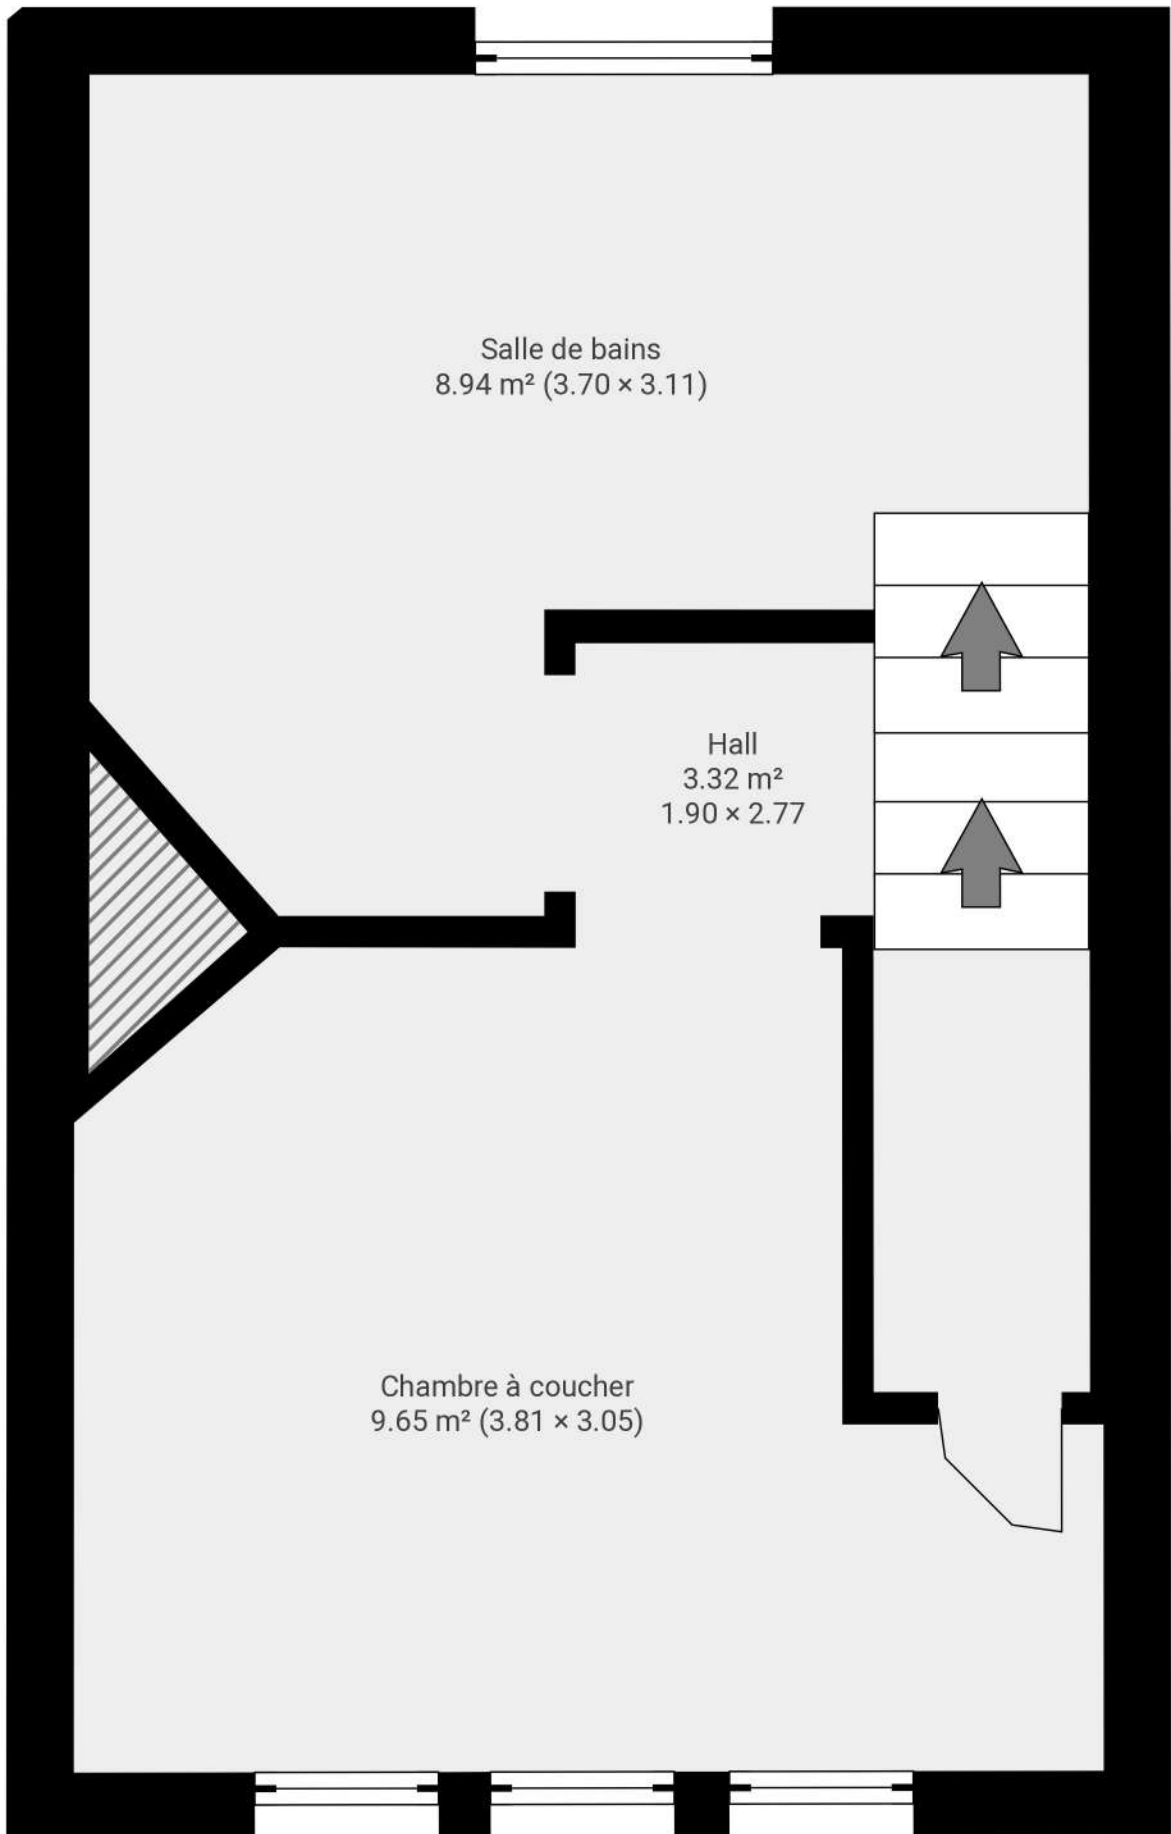 Salle de bains
8.94 m² (3.70 × 3.11)
Hall
3.32 m²
1.90 × 2.77
Chambre à coucher
9.65 m² (3.81 × 3.05)